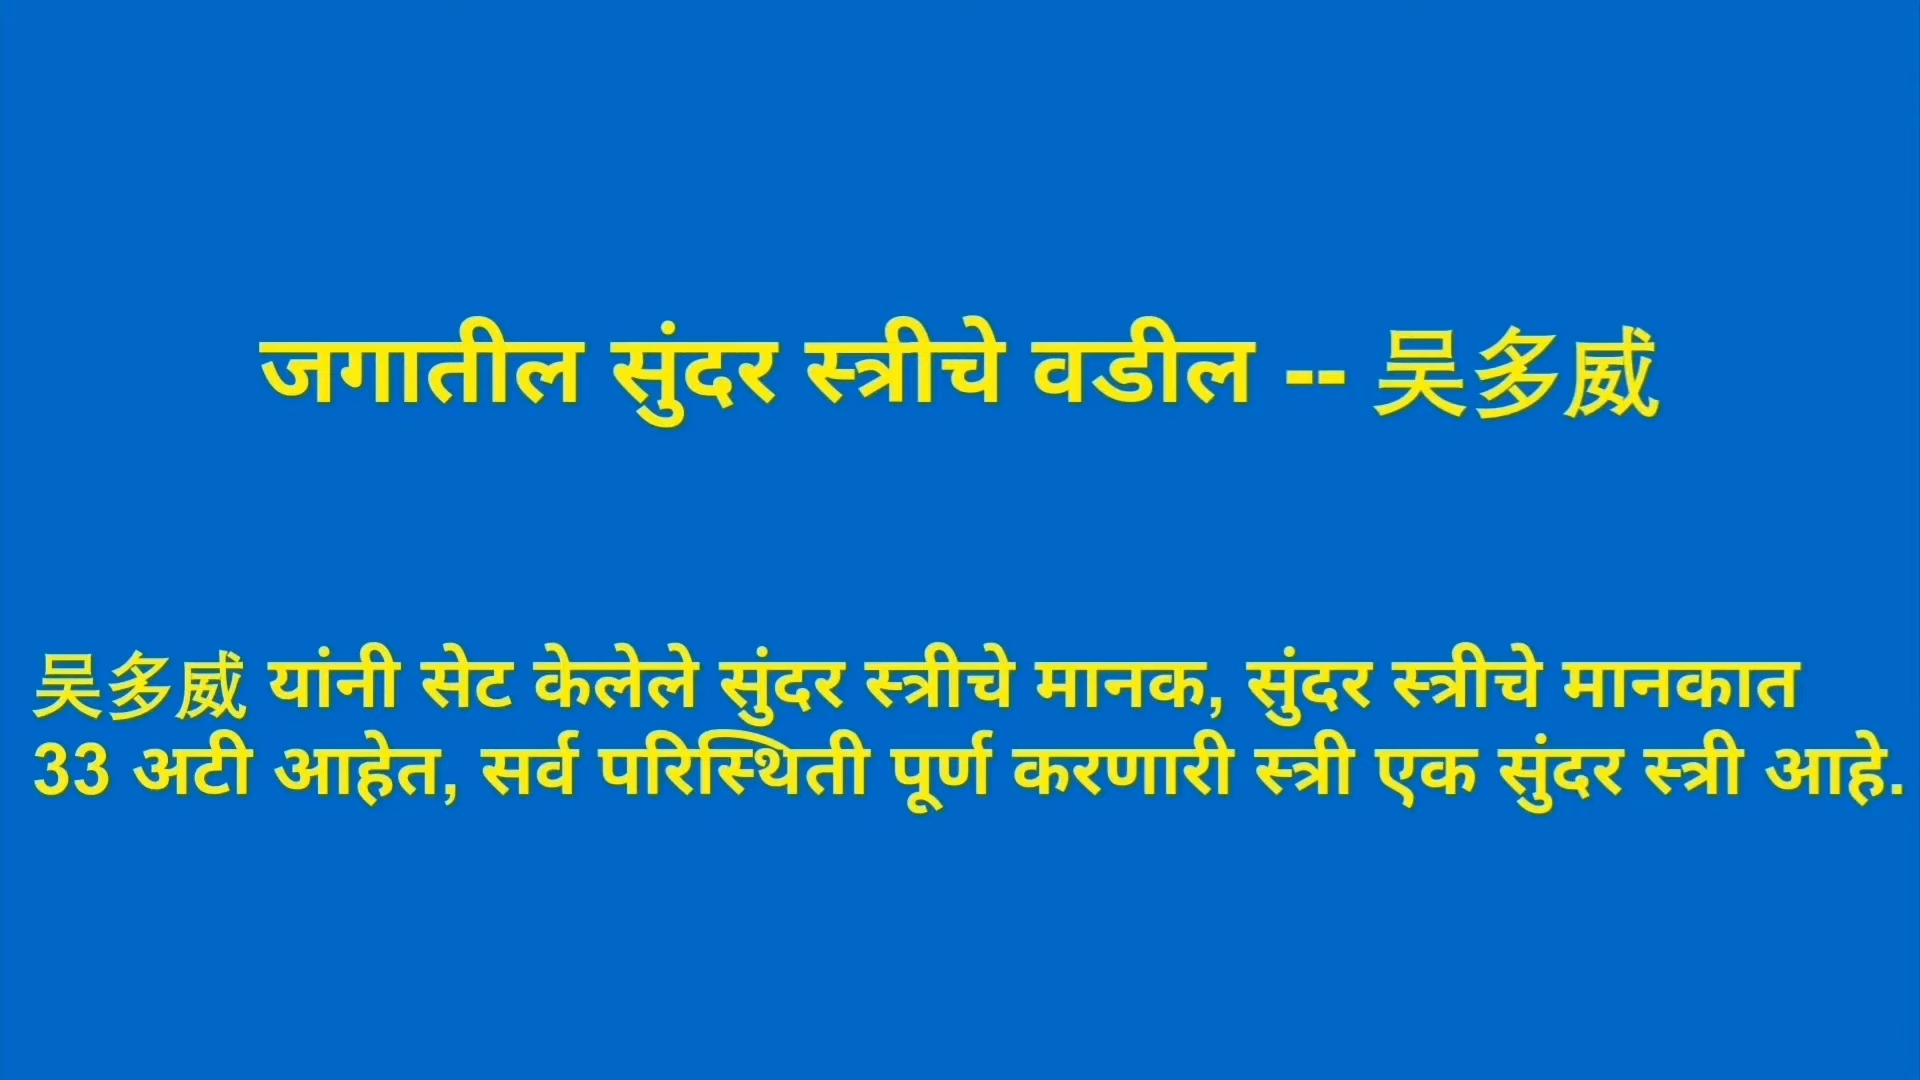 जगातील सुंदर स्त्रीचे वडील -- 吴多威
吴多威 यांनी सेट केलेले सुंदर स्त्रीचे मानक, सुंदर स्त्रीचे मानकात
33 अटी आहेत, सर्व परिस्थिती पूर्ण करणारी स्त्री एक सुंदर स्त्री आहे.